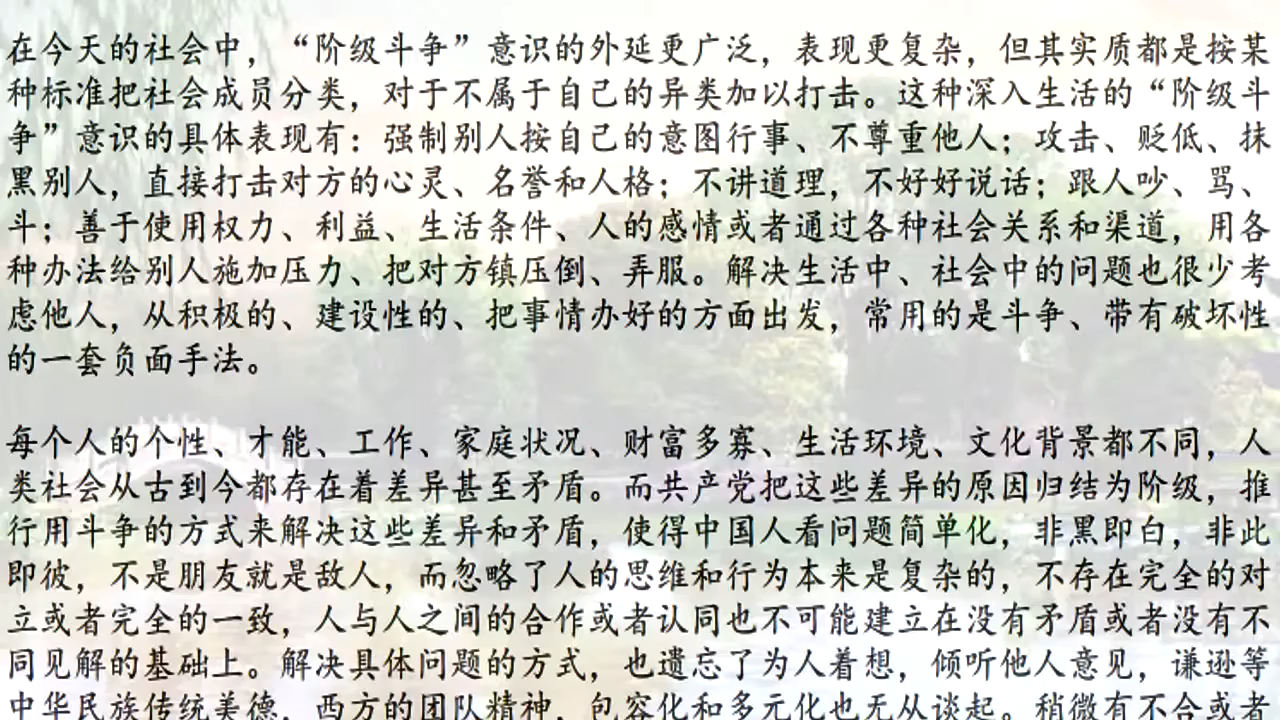 在今天的社会中，“阶级斗争”意识的外延更广泛，表现更复杂，但其实质都是按某
种标准把社会成员分类，对于不属于自己的异类加以打击。这种深入生活的“阶级斗
争”意识的具体表现有：强制别人按自己的意图行事、不尊重他人；攻击、贬低、抹
黑别人，直接打击对方的心灵、名誉和人格；不讲道理，不好好说话；跟人吵、骂、
斗；善于使用权力、利益、生活条件、人的感情或者通过各种社会关系和渠道，用各
种办法给别人施加压力、把对方镇压倒、弄服。解决生活中、社会中的问题也很少考
虑他人，从积极的、建设性的、把事情办好的方面出发，常用的是斗争、带有破坏性
的一套负面手法。
每个人的个性、才能、工作、家庭状况、财富多寡、生活环境、文化背景都不同，人
类社会从古到今都存在着差异甚至矛盾。而共产党把这些差异的原因归结为阶级，推
行用斗争的方式来解决这些差异和矛盾，使得中国人看问题简单化，非黑即白，非此
即彼，不是朋友就是敌人，而忽略了人的思维和行为本来是复杂的，不存在完全的对
立或者完全的一致，人与人之间的合作或者认同也不可能建立在没有矛盾或者没有不
同见解的基础上。解决具体问题的方式，也遗忘了为人着想，倾听他人意见，谦逊等
中华民族传统美德，西方的团队精神，包容化和多元化也无从谈起。稍微有不合或者